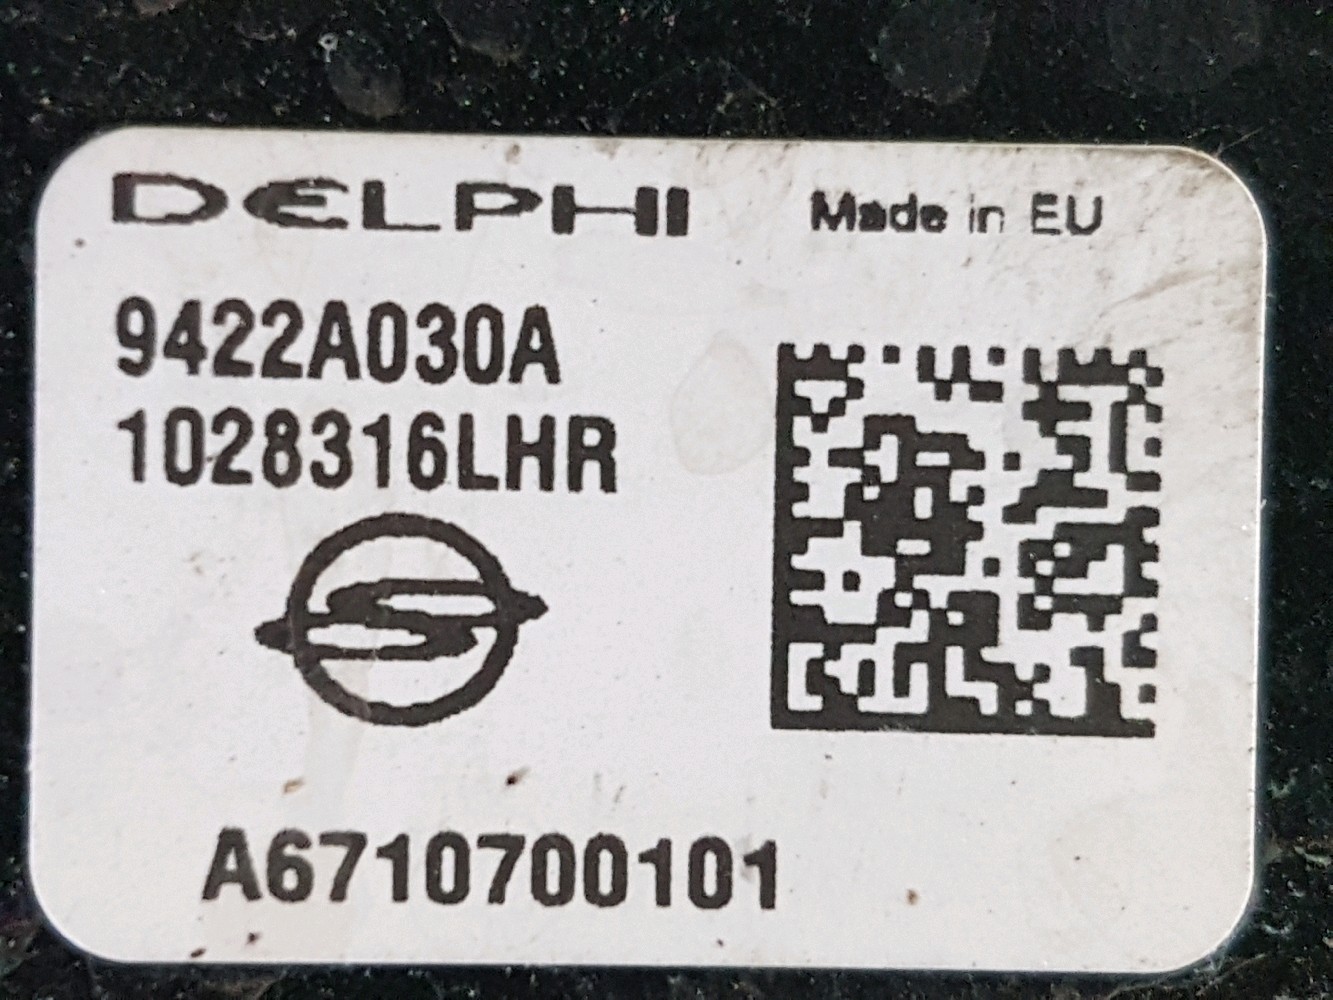 DELPHI Made in EU
9422A030A
1028316LHR
A6710700101